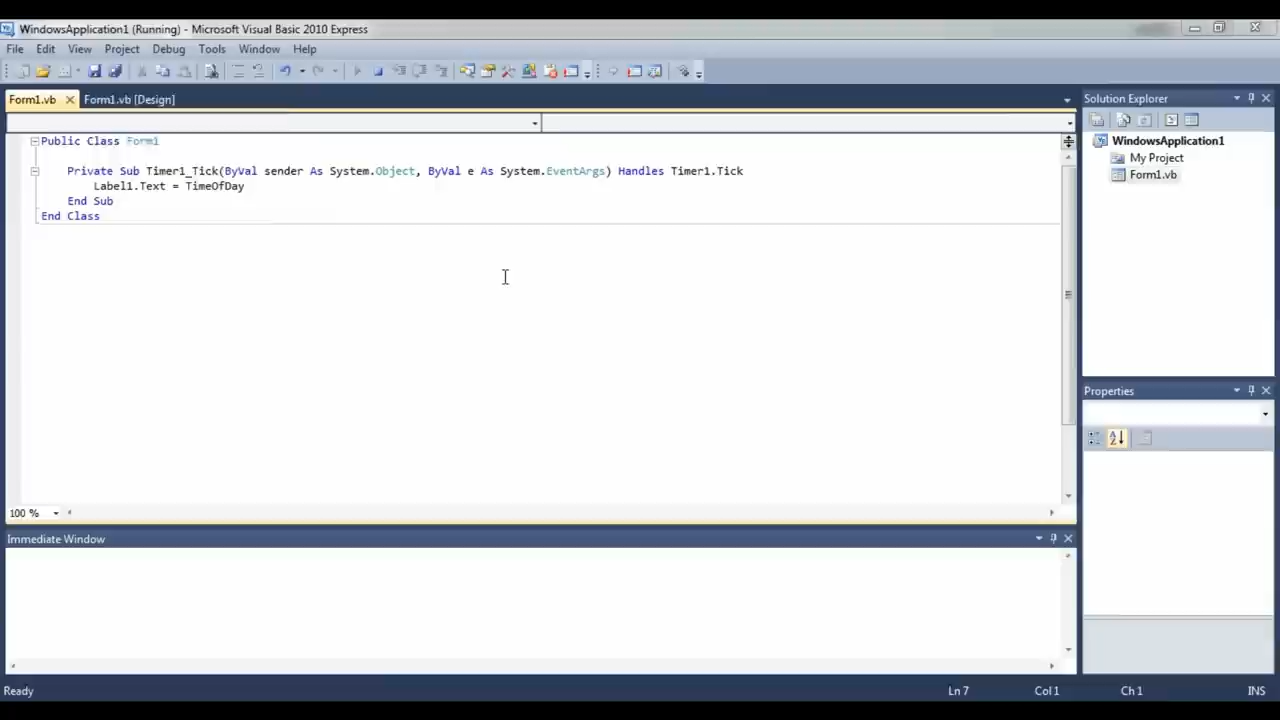 WindowsApplication1 (Running) - Microsoft Visual Basic 2010 Express
File Edit View Project Debug Tools Window Help
Form1.vb Form1.vb [Design]
Public Class Form1
Private Sub Timer1_Tick(ByVal sender As System.Object, ByVal e As System.EventArgs) Handles Timer1.Tick
Label1.Text = TimeOfDay
End Sub
End Class
100 %
Immediate Window
Solution Explorer
WindowsApplication1
My Project
Form1.vb
Properties
Ready Ln 7 Col 1 Ch 1 INS